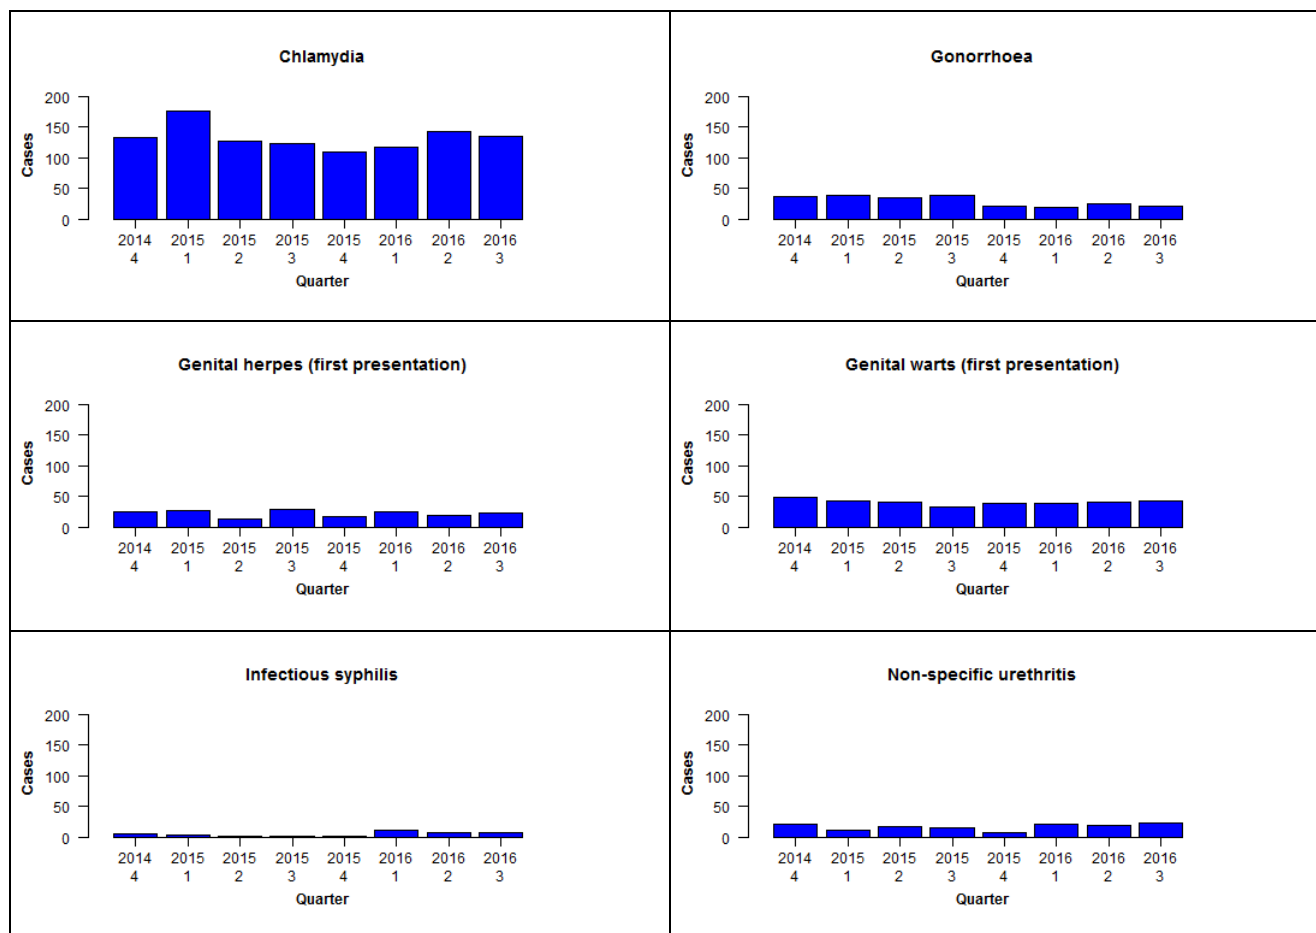 Chlamydia
200
150
100
50
0
Cases
2014 2015 2015 2015 2015 2016 2016 2016
4 1 2 3 4 1 2 3
Quarter
Gonorrhoea
200
150
100
50
0
Cases
2014 2015 2015 2015 2015 2016 2016 2016
4 1 2 3 4 1 2 3
Quarter
Genital herpes (first presentation)
200
150
100
50
0
Cases
2014 2015 2015 2015 2015 2016 2016 2016
4 1 2 3 4 1 2 3
Quarter
Genital warts (first presentation)
200
150
100
50
0
Cases
2014 2015 2015 2015 2015 2016 2016 2016
4 1 2 3 4 1 2 3
Quarter
Infectious syphilis
200
150
100
50
0
Cases
2014 2015 2015 2015 2015 2016 2016 2016
4 1 2 3 4 1 2 3
Quarter
Non-specific urethritis
200
150
100
50
0
Cases
2014 2015 2015 2015 2015 2016 2016 2016
4 1 2 3 4 1 2 3
Quarter